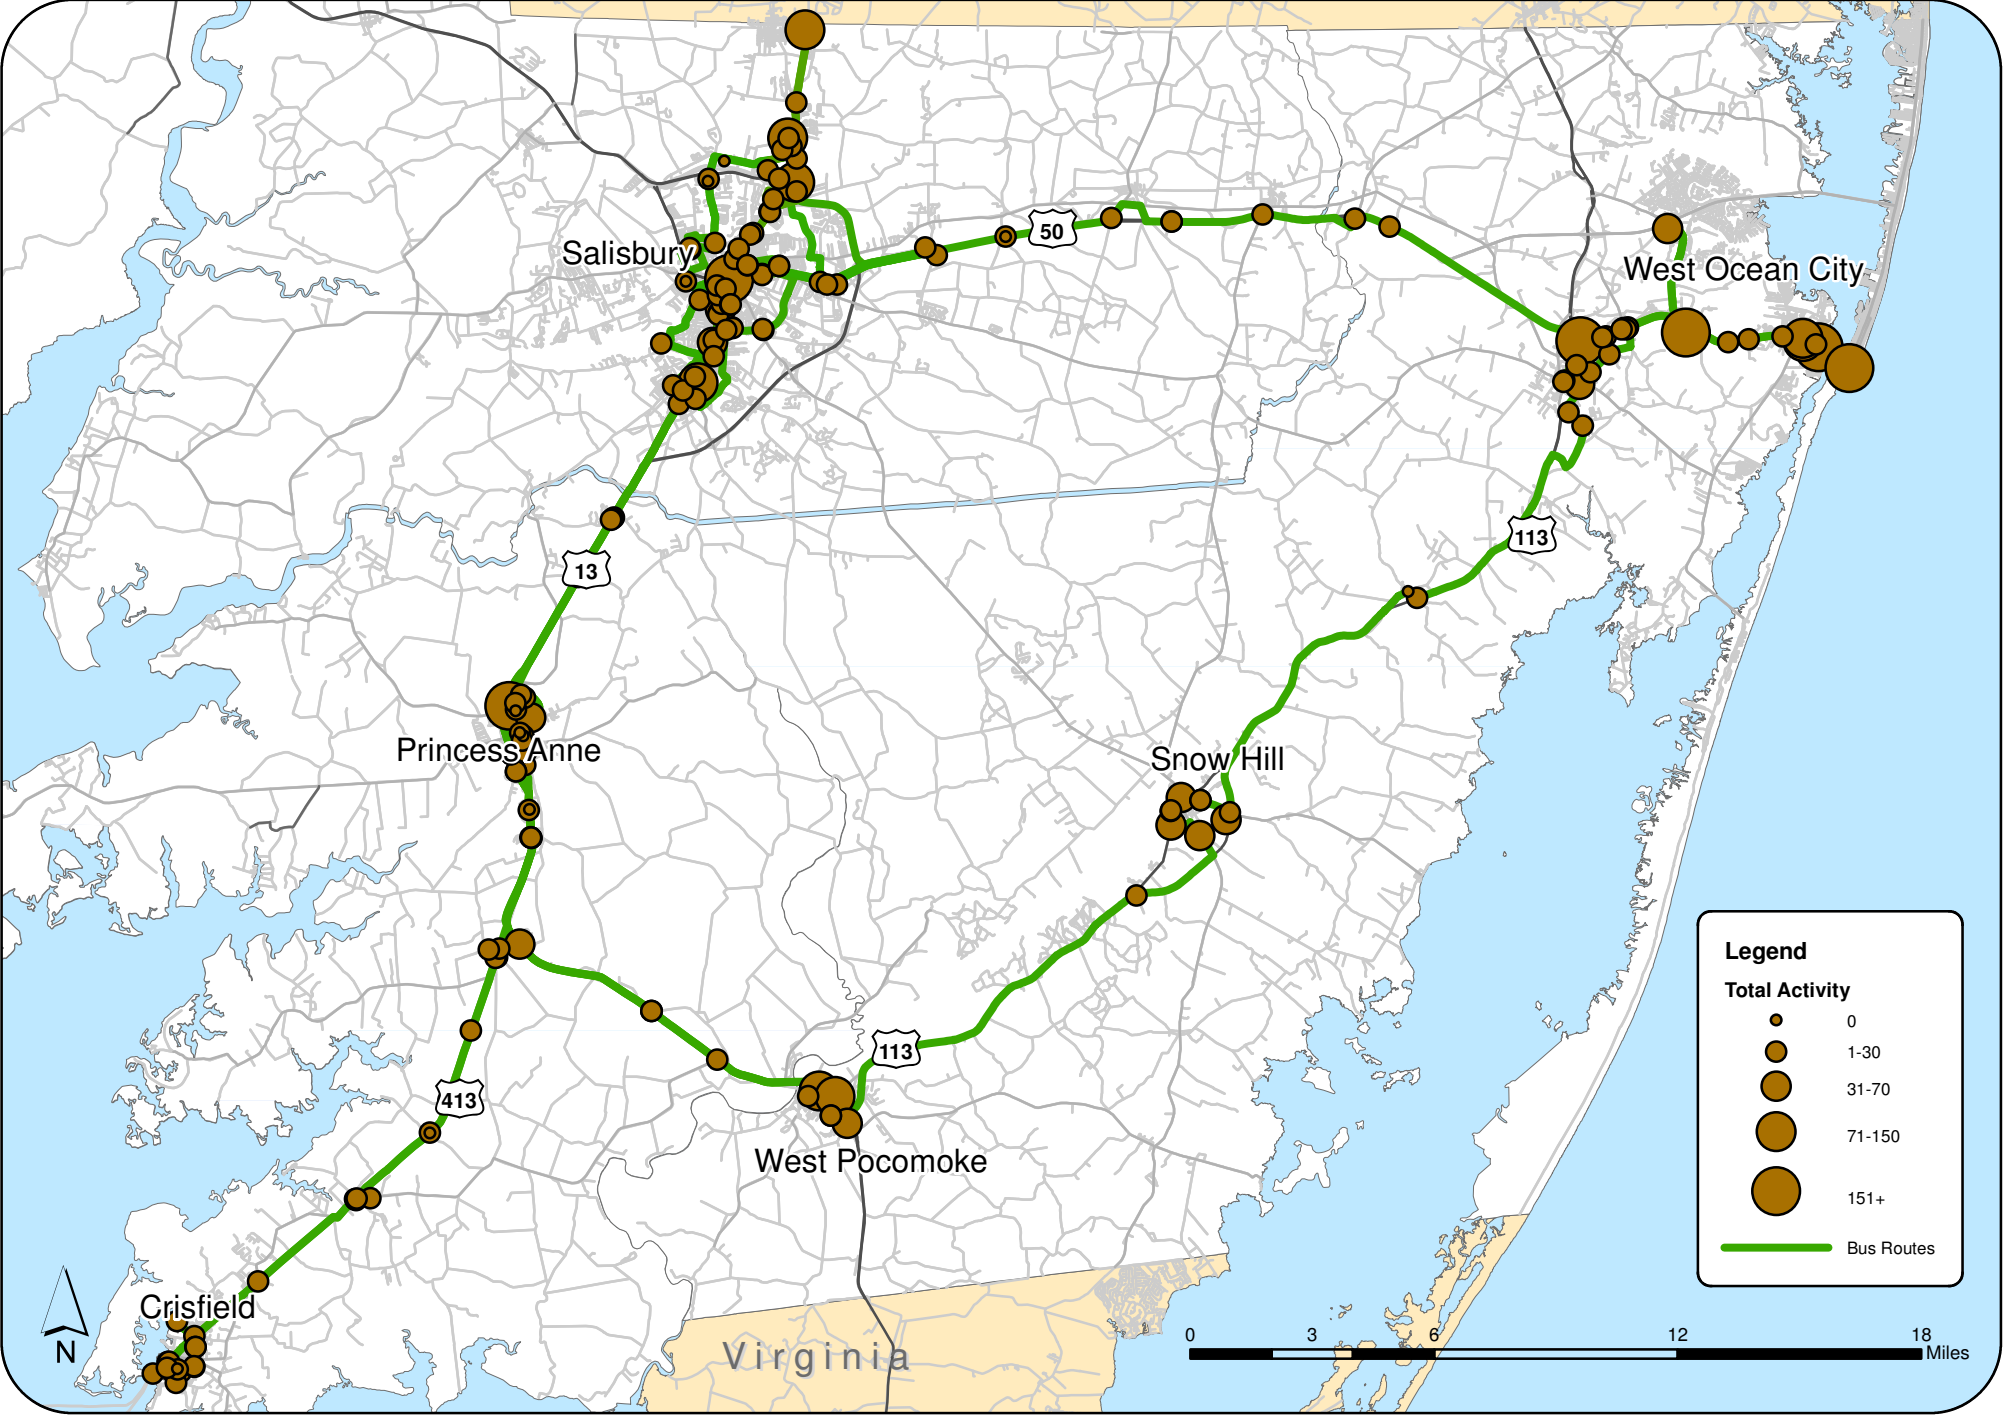 Salisbury
50
West Ocean City
13
113
Princess Anne
Snow Hill
113
413
West Pocomoke
Crisfield
N
Virginia
Legend
Total Activity
0
1-30
31-70
71-150
151+
Bus Routes
0 3 6 12 18
Miles